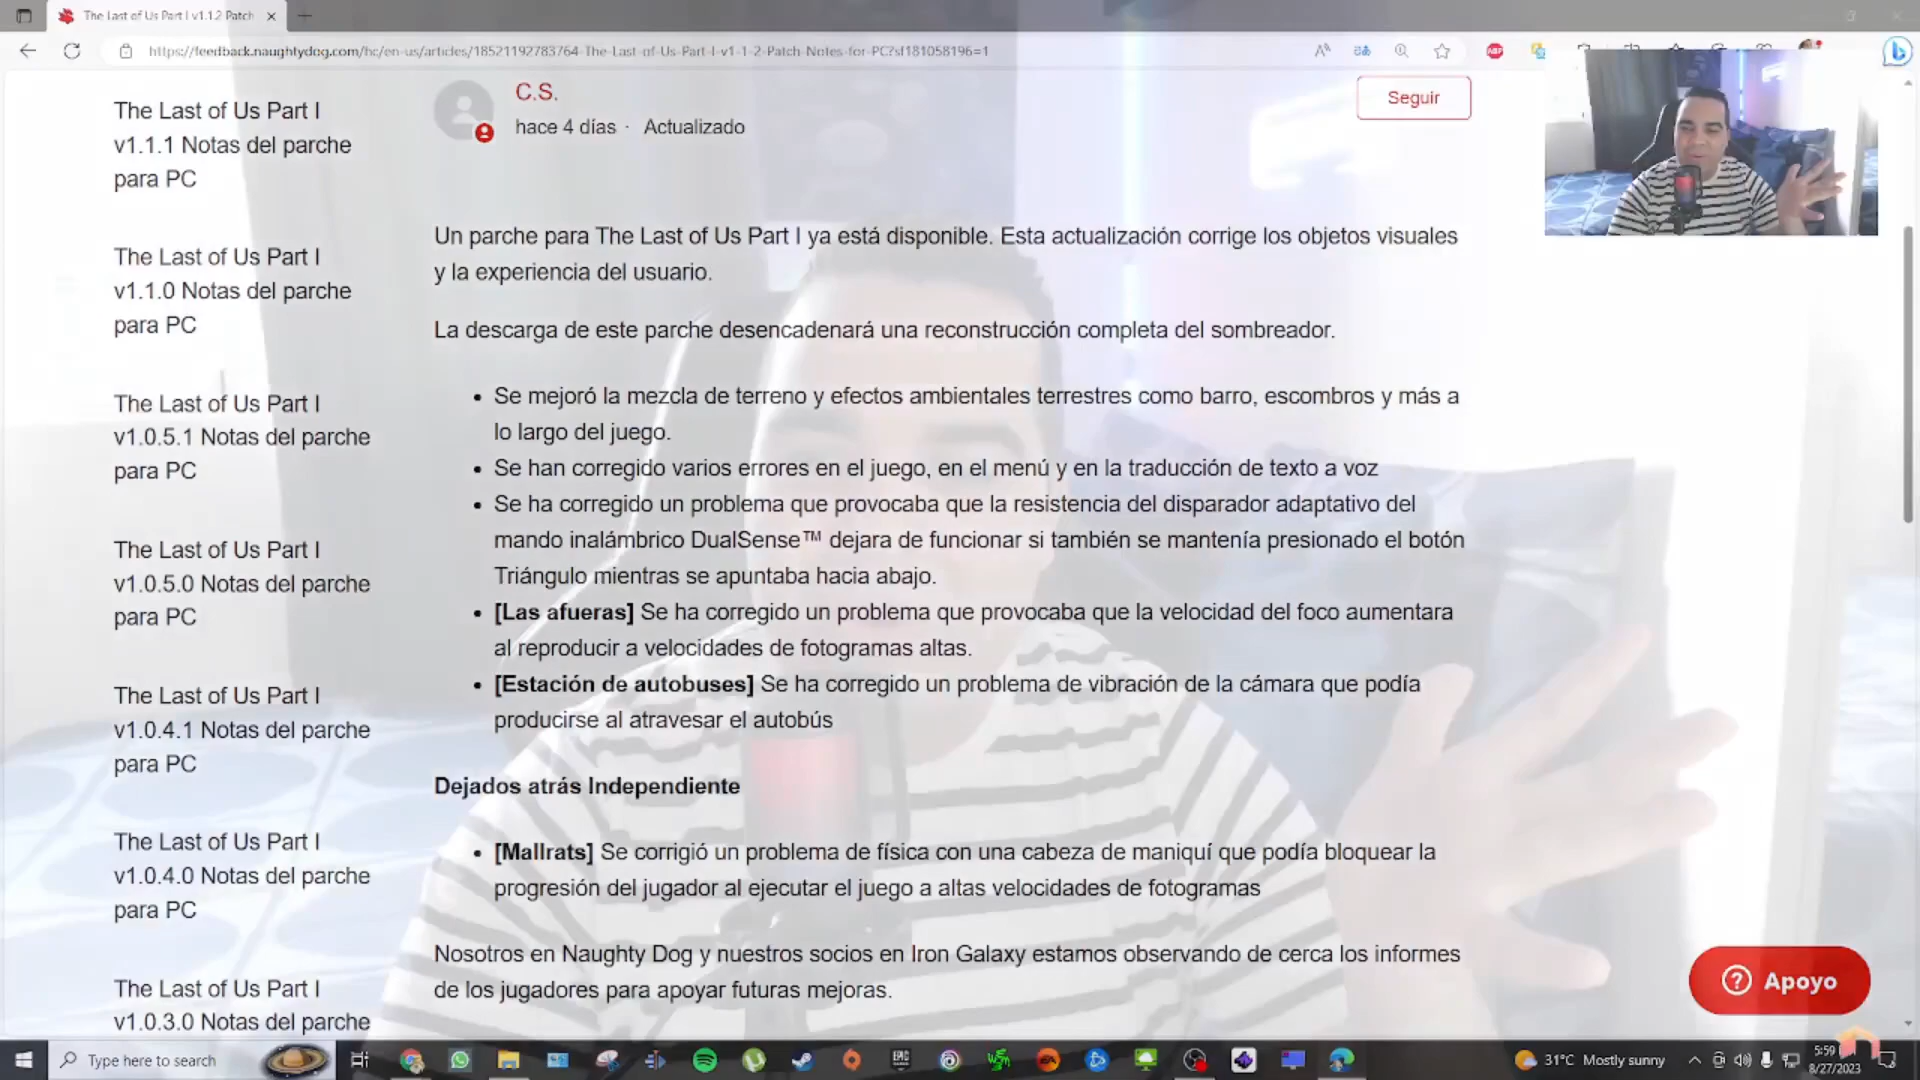 The Last of Us Part I v1.1.2 Patch
https://feedback.naughtydog.com/hc/en-us/articles/18521192783764-The-Last-of-Us-Part-I-v1-1-2-Patch-Notes-for-PC?sf181058196=1
The Last of Us Part I
v1.1.1 Notas del parche
para PC
The Last of Us Part I
v1.1.0 Notas del parche
para PC
The Last of Us Part I
v1.0.5.1 Notas del parche
para PC
The Last of Us Part I
v1.0.5.0 Notas del parche
para PC
The Last of Us Part I
v1.0.4.1 Notas del parche
para PC
The Last of Us Part I
v1.0.4.0 Notas del parche
para PC
The Last of Us Part I
v1.0.3.0 Notas del parche
C.S.
hace 4 días · Actualizado
Seguir
Un parche para The Last of Us Part I ya está disponible. Esta actualización corrige los objetos visuales
y la experiencia del usuario.
La descarga de este parche desencadenará una reconstrucción completa del sombreador.
• Se mejoró la mezcla de terreno y efectos ambientales terrestres como barro, escombros y más a
lo largo del juego.
• Se han corregido varios errores en el juego, en el menú y en la traducción de texto a voz
• Se ha corregido un problema que provocaba que la resistencia del disparador adaptativo del
mando inalámbrico DualSense™ dejara de funcionar si también se mantenía presionado el botón
Triángulo mientras se apuntaba hacia abajo.
• [Las afueras] Se ha corregido un problema que provocaba que la velocidad del foco aumentara
al reproducir a velocidades de fotogramas altas.
• [Estación de autobuses] Se ha corregido un problema de vibración de la cámara que podía
producirse al atravesar el autobús
Dejados atrás Independiente
• [Mallrats] Se corrigió un problema de física con una cabeza de maniquí que podía bloquear la
progresión del jugador al ejecutar el juego a altas velocidades de fotogramas
Nosotros en Naughty Dog y nuestros socios en Iron Galaxy estamos observando de cerca los informes
de los jugadores para apoyar futuras mejoras.
Apoyo
Type here to search
EPIC
EA
31°C Mostly sunny
5:59
8/27/2023